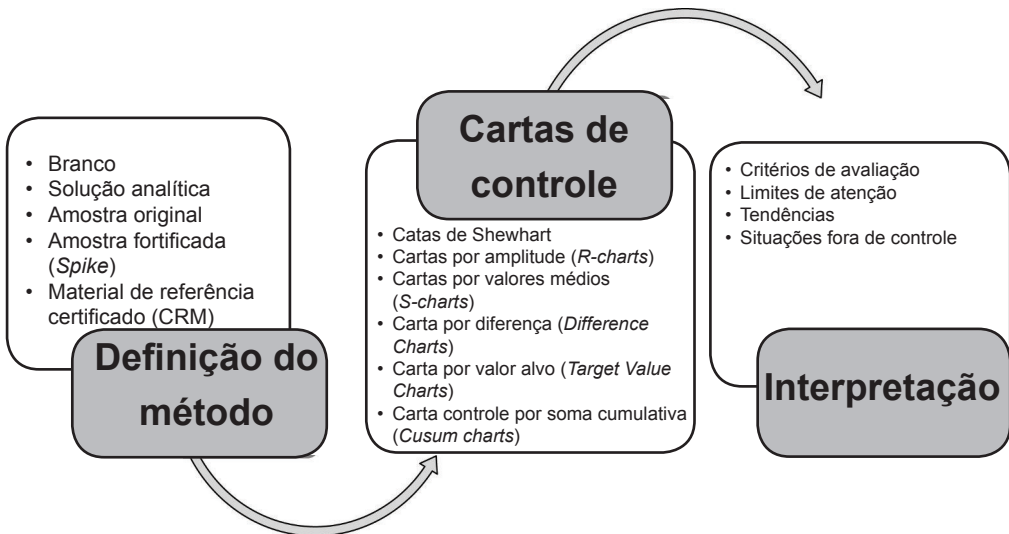 • Branco
• Solução analítica
• Amostra original
• Amostra fortificada
(Spike)
• Material de referência
certificado (CRM)
Definição do
método
Cartas de
controle
• Catas de Shewhart
• Cartas por amplitude (R-charts)
• Cartas por valores médios
(S-charts)
• Carta por diferença (Difference
Charts)
• Carta por valor alvo (Target Value
Charts)
• Carta controle por soma cumulativa
(Cusum charts)
• Critérios de avaliação
• Limites de atenção
• Tendências
• Situações fora de controle
Interpretação